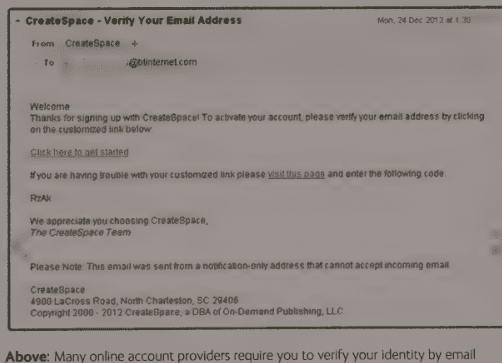 - CreateSpace - Verify Your Email Address Mon, 24 Dec 2012 at 1:30
From CreateSpace +
To @btinternet.com
Welcome
Thanks for signing up with CreateSpace! To activate your account, please verify your email address by clicking
on the customized link below
Click here to get started
If you are having trouble with your customized link please visit this page and enter the following code.
RzAk
We appreciate you choosing CreateSpace,
The CreateSpace Team
Please Note: This email was sent from a notification-only address that cannot accept incoming email
CreateSpace
4900 LaCross Road, North Charleston, SC 29406
Copyright 2000 - 2012 CreateSpace, a DBA of On-Demand Publishing, LLC.
Above: Many online account providers require you to verify your identity by email